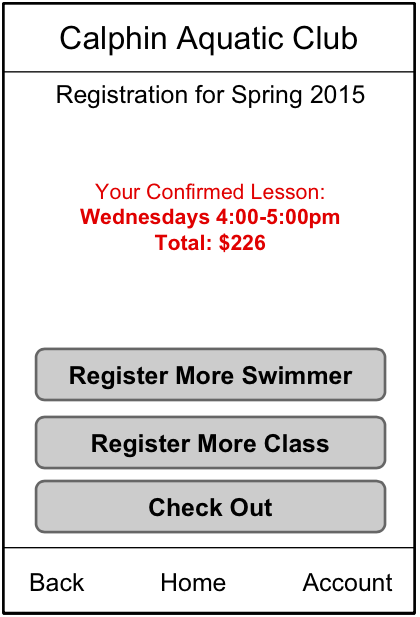 Calphin Aquatic Club
Registration for Spring 2015
Your Confirmed Lesson:
Wednesdays 4:00-5:00pm
Total: $226
Register More Swimmer
Register More Class
Check Out
Back Home Account